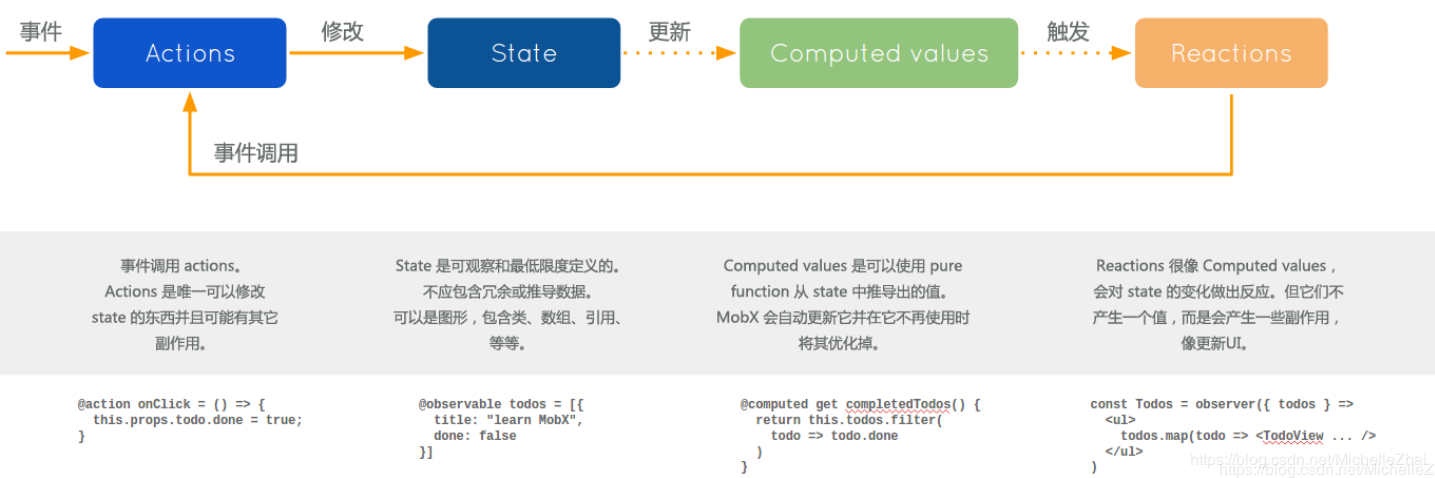 事件
Actions
修改
State
更新
Computed values
触发
Reactions
事件调用
事件调用 actions。
Actions 是唯一可以修改
state 的东西并且可能有其它
副作用。
State 是可观察和最低限度定义的。
不应包含冗余或推导数据。
可以是图形，包含类、数组、引用、
等等。
Computed values 是可以使用 pure
function 从 state 中推导出的值。
MobX 会自动更新它并在它不再使用时
将其优化掉。
Reactions 很像 Computed values，
会对 state 的变化做出反应。但它们不
产生一个值，而是会产生一些副作用，
像更新UI。
@action onClick = () => {
  this.props.todo.done = true;
}
@observable todos = [{
  title: "learn MobX",
  done: false
}]
@computed get completedTodos() {
  return this.todos.filter(
    todo => todo.done
  )
}
const Todos = observer({ todos } =>
  <ul>
    todos.map(todo => <TodoView ... />
  </ul>
)
https://blog.csdn.net/MichelleZhai
https://blog.csdn.net/MichelleZ